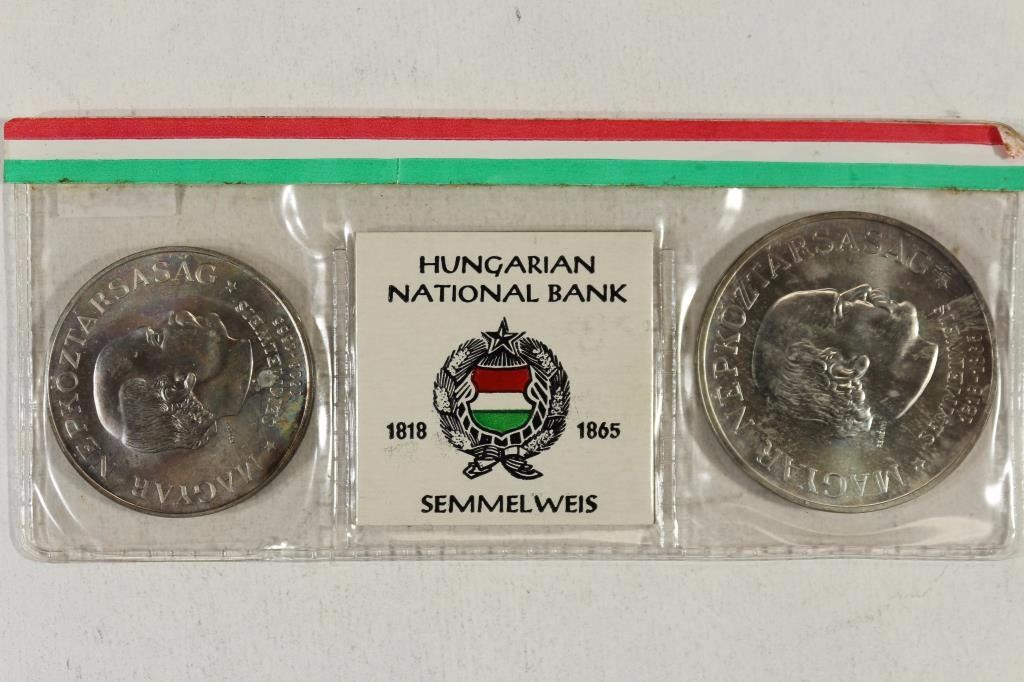 MAGYAR NÉPKÖZTÁRSASÁG
HUNGARIAN
NATIONAL BANK
1818
1865
SEMMELWEIS
MAGYAR NÉPKÖZTÁRSASÁG